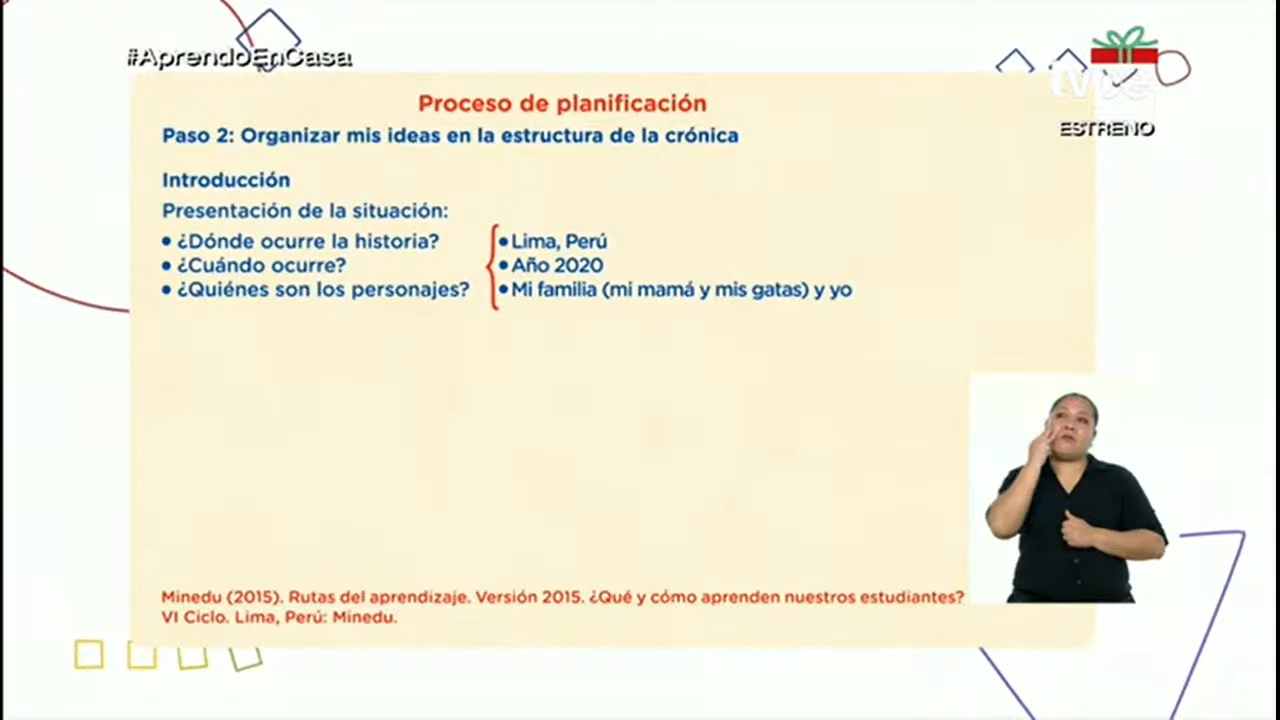 #AprendoEnCasa
ESTRENO
Proceso de planificación
Paso 2: Organizar mis ideas en la estructura de la crónica
Introducción
Presentación de la situación:
• ¿Dónde ocurre la historia?
• Lima, Perú
• ¿Cuándo ocurre?
• Año 2020
• ¿Quiénes son los personajes?
• Mi familia (mi mamá y mis gatas) y yo
Minedu (2015). Rutas del aprendizaje. Versión 2015. ¿Qué y cómo aprenden nuestros estudiantes?
VI Ciclo. Lima, Perú: Minedu.